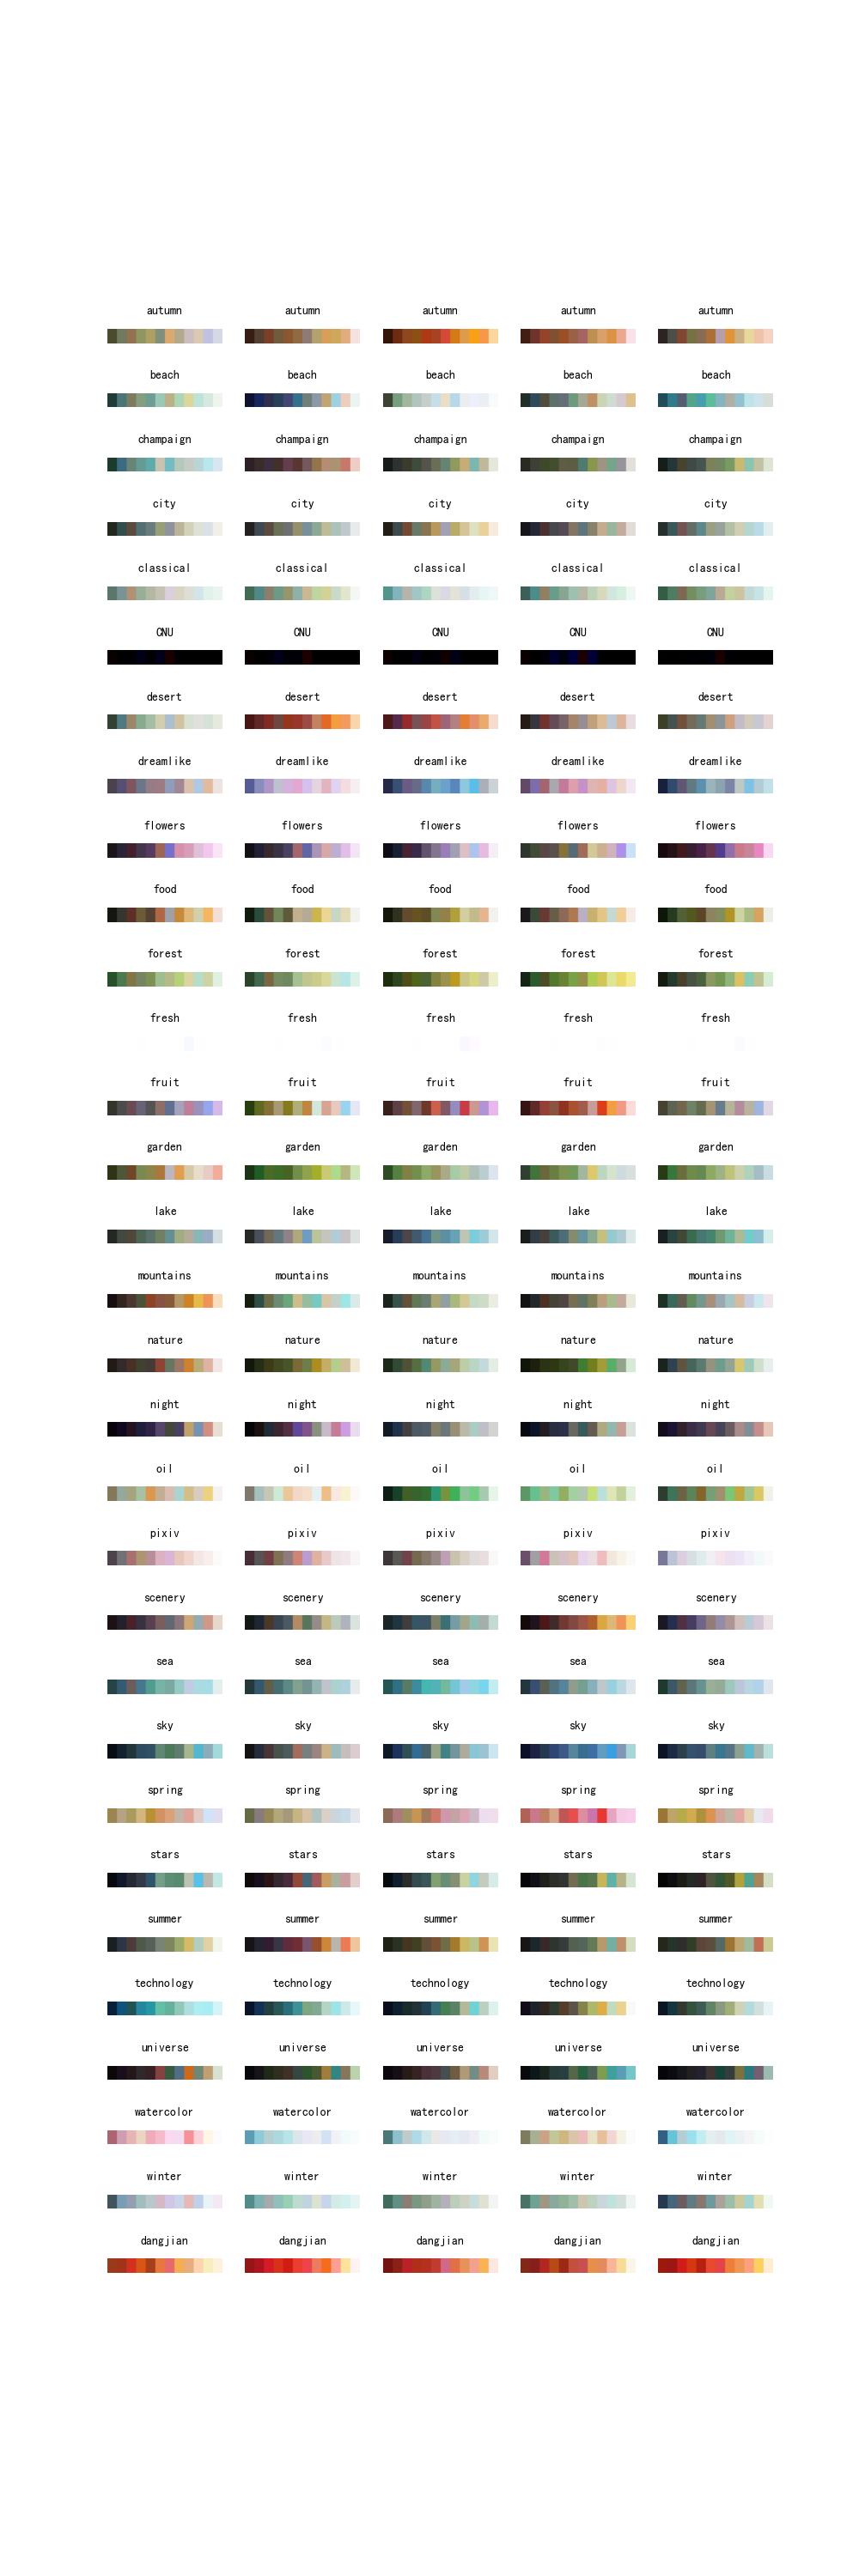 autumn autumn autumn autumn autumn
beach beach beach beach beach
champaign champaign champaign champaign champaign
city city city city city
classical classical classical classical classical
CNU CNU CNU CNU CNU
desert desert desert desert desert
dreamlike dreamlike dreamlike dreamlike dreamlike
flowers flowers flowers flowers flowers
food food food food food
forest forest forest forest forest
fresh fresh fresh fresh fresh
fruit fruit fruit fruit fruit
garden garden garden garden garden
lake lake lake lake lake
mountains mountains mountains mountains mountains
nature nature nature nature nature
night night night night night
oil oil oil oil oil
pixiv pixiv pixiv pixiv pixiv
scenery scenery scenery scenery scenery
sea sea sea sea sea
sky sky sky sky sky
spring spring spring spring spring
stars stars stars stars stars
summer summer summer summer summer
technology technology technology technology technology
universe universe universe universe universe
watercolor watercolor watercolor watercolor watercolor
winter winter winter winter winter
dangjian dangjian dangjian dangjian dangjian